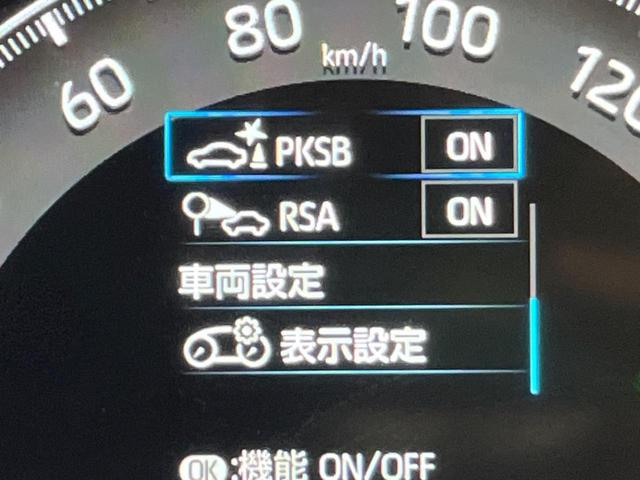 60 80 100 120
km/h
PKSB ON
RSA ON
車両設定
表示設定
OK:機能 ON/OFF